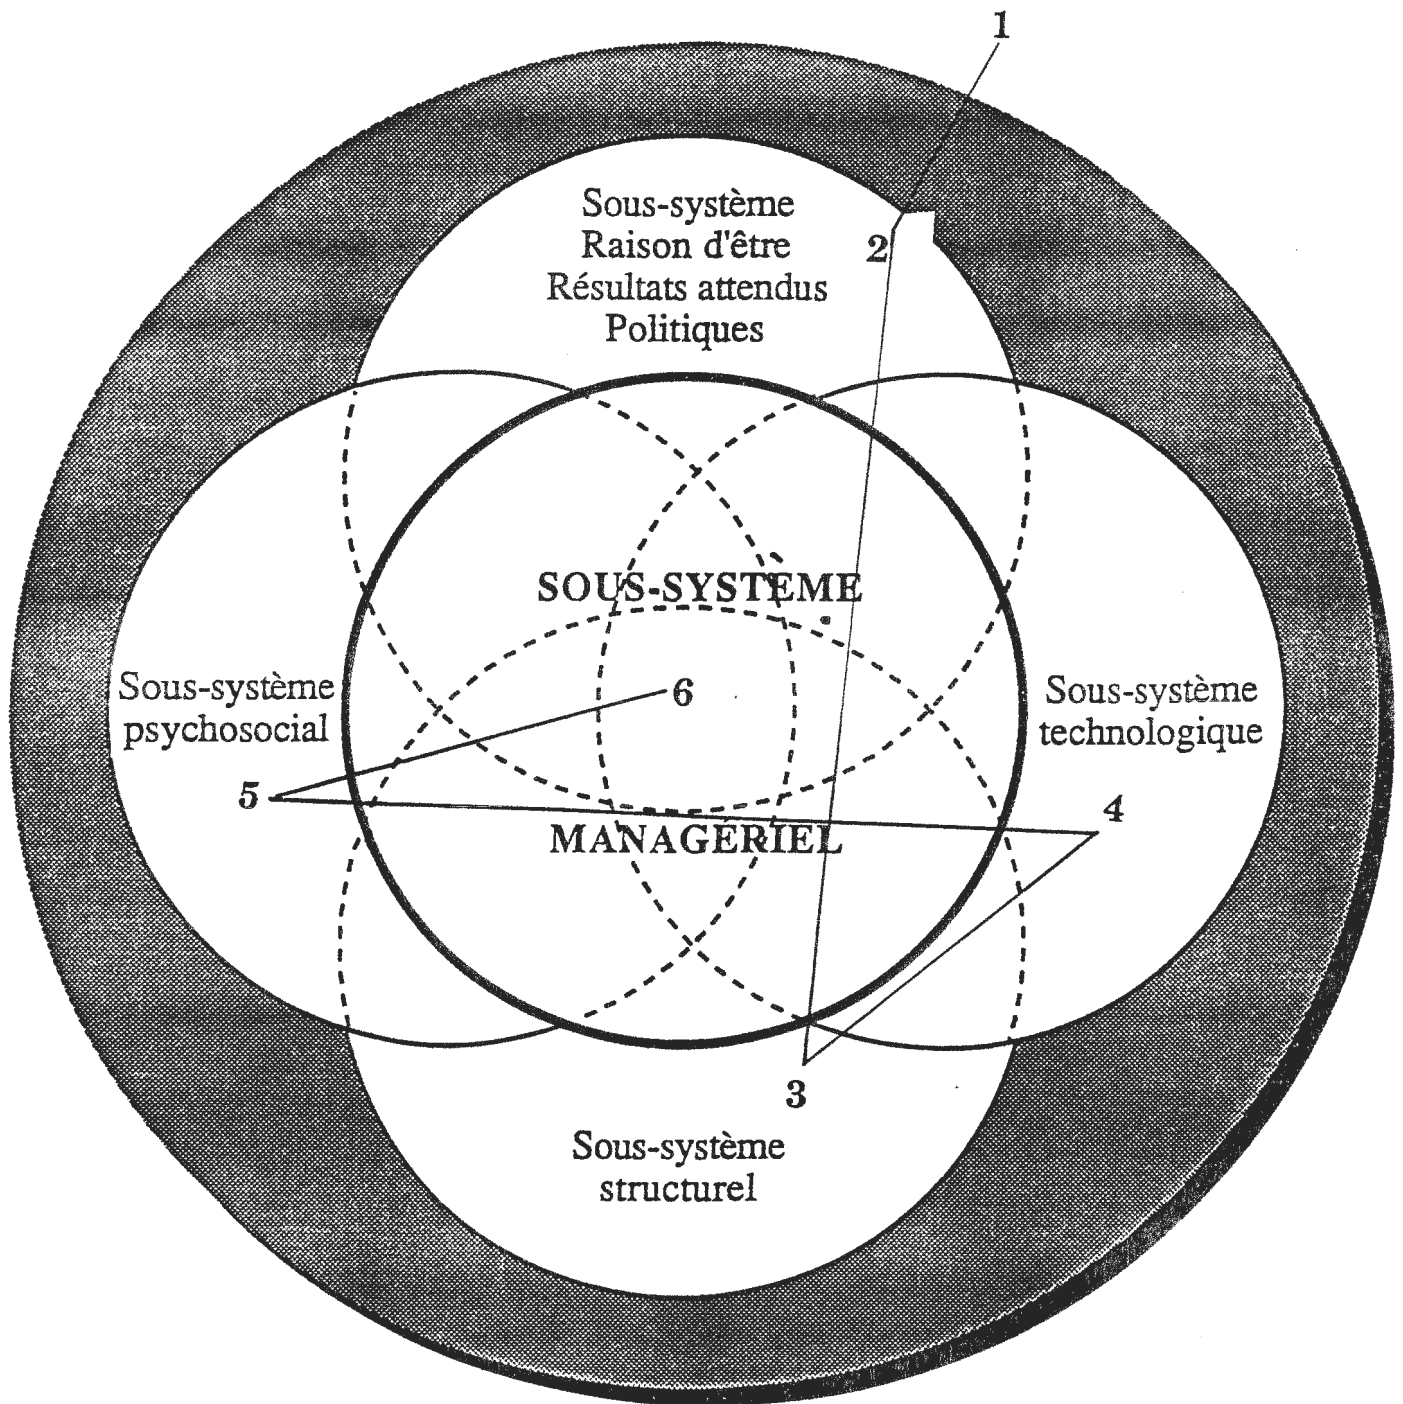 1
Sous-système
Raison d'être
Résultats attendus
Politiques
2
SOUS-SYSTÈME
Sous-système
psychosocial
6
Sous-système
technologique
5
4
MANAGÉRIEL
3
Sous-système
structurel